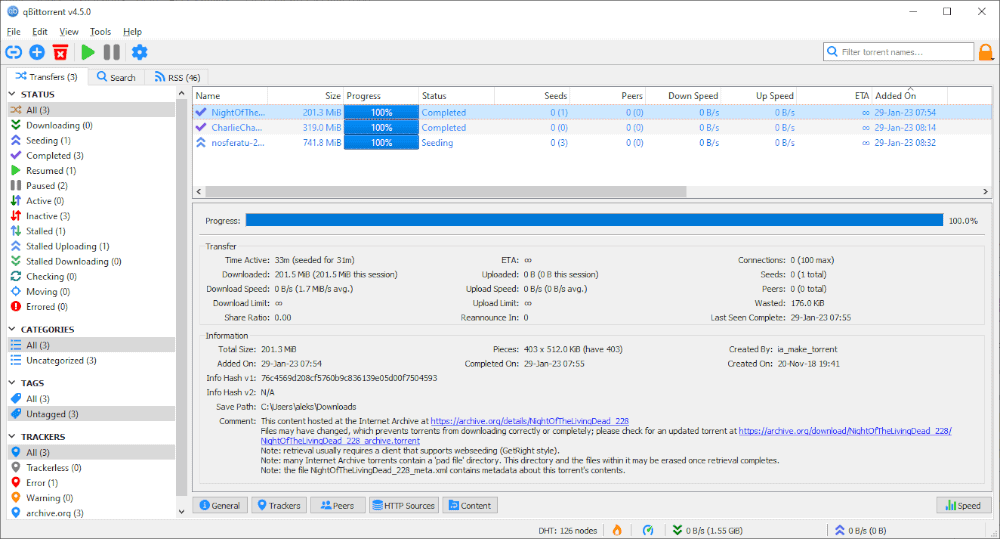 qBittorrent v4.5.0
File Edit View Tools Help
Filter torrent names...
Transfers (3) Search RSS (46)
STATUS
All (3)
Downloading (0)
Seeding (1)
Completed (3)
Resumed (1)
Paused (2)
Active (0)
Inactive (3)
Stalled (1)
Stalled Uploading (1)
Stalled Downloading (0)
Checking (0)
Moving (0)
Errored (0)
CATEGORIES
All (3)
Uncategorized (3)
TAGS
All (3)
Untagged (3)
TRACKERS
All (3)
Trackerless (0)
Error (1)
Warning (0)
archive.org (3)
Name Size Progress Status Seeds Peers Down Speed Up Speed ETA Added On
NightOfThe... 201.3 MiB 100% Completed 0 (1) 0 (0) 0 B/s 0 B/s ∞ 29-Jan-23 07:54
CharlieCha... 319.0 MiB 100% Completed 0 (0) 0 (0) 0 B/s 0 B/s ∞ 29-Jan-23 08:14
nosferatu-2... 741.8 MiB 100% Seeding 0 (3) 0 (0) 0 B/s 0 B/s ∞ 29-Jan-23 08:32
Progress: 100.0%
Transfer
Time Active: 33m (seeded for 31m) ETA: ∞ Connections: 0 (100 max)
Downloaded: 201.5 MiB (201.5 MiB this session) Uploaded: 0 B (0 B this session) Seeds: 0 (1 total)
Download Speed: 0 B/s (1.7 MiB/s avg.) Upload Speed: 0 B/s (0 B/s avg.) Peers: 0 (0 total)
Download Limit: ∞ Upload Limit: ∞ Wasted: 176.0 KiB
Share Ratio: 0.00 Reannounce In: 0 Last Seen Complete: 29-Jan-23 07:55
Information
Total Size: 201.3 MiB Pieces: 403 x 512.0 KiB (have 403) Created By: ia_make_torrent
Added On: 29-Jan-23 07:54 Completed On: 29-Jan-23 07:55 Created On: 20-Nov-18 19:41
Info Hash v1: 76c4569d208cf5760b9c836139e05d00f7504593
Info Hash v2: N/A
Save Path: C:\Users\aleks\Downloads
Comment: This content hosted at the Internet Archive at https://archive.org/details/NightOfTheLivingDead_228
Files may have changed, which prevents torrents from downloading correctly or completely; please check for an updated torrent at https://archive.org/download/NightOfTheLivingDead_228/
NightOfTheLivingDead_228_archive.torrent
Note: retrieval usually requires a client that supports webseeding (GetRight style).
Note: many Internet Archive torrents contain a 'pad file' directory. This directory and the files within it may be erased once retrieval completes.
Note: the file NightOfTheLivingDead_228_meta.xml contains metadata about this torrent's contents.
General Trackers Peers HTTP Sources Content Speed
DHT: 126 nodes 0 B/s (1.55 GiB) 0 B/s (0 B)